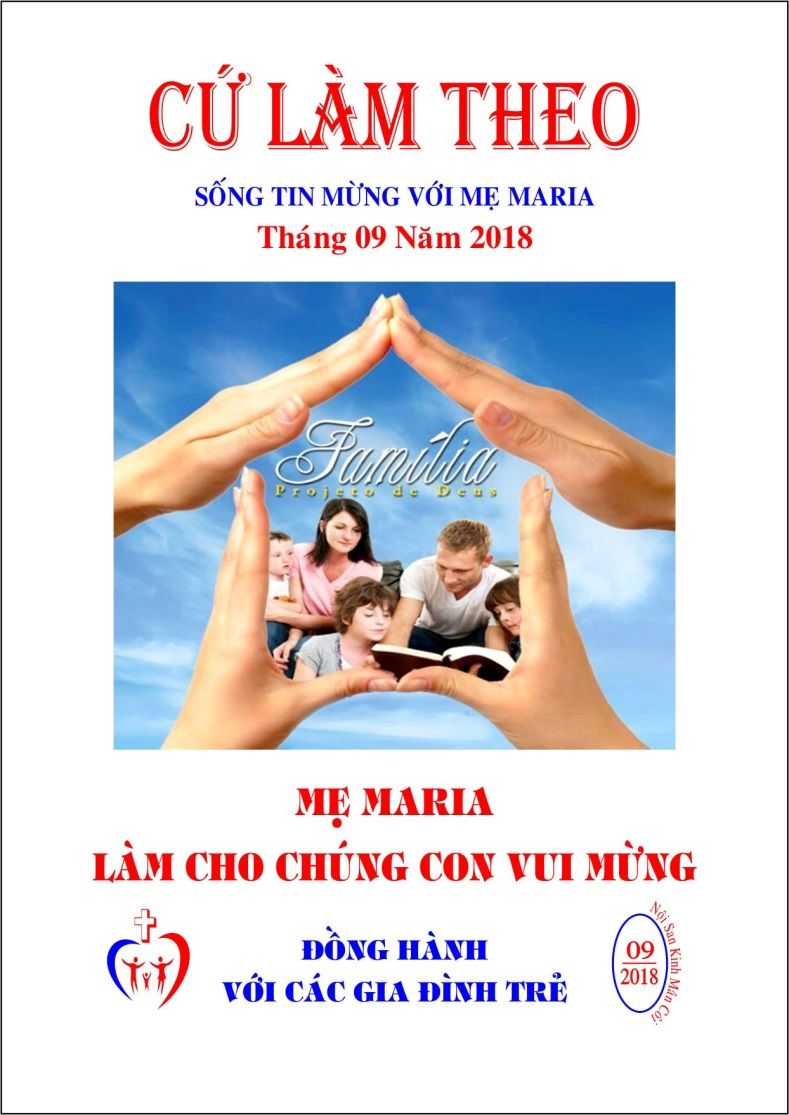 CỨ LÀM THEO
SỐNG TIN MỪNG VỚI MẸ MARIA
Tháng 09 Năm 2018
Família
Projeto de Deus
MẸ MARIA
LÀM CHO CHÚNG CON VUI MỪNG
ĐỒNG HÀNH
VỚI CÁC GIA ĐÌNH TRẺ
09
2018
Nội San Kinh Mân Côi